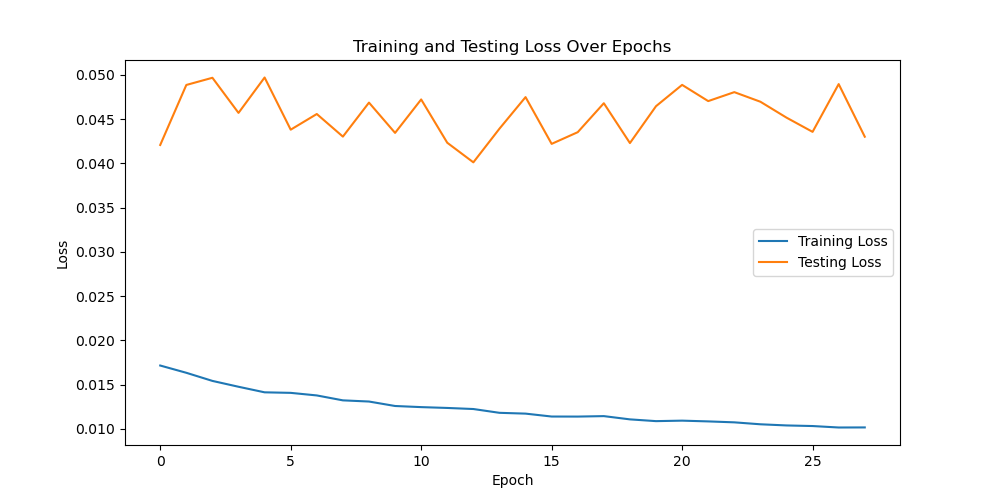 Training and Testing Loss Over Epochs
0.050
0.045
0.040
0.035
0.030
0.025
0.020
0.015
0.010
Loss
Training Loss
Testing Loss
0 5 10 15 20 25
Epoch